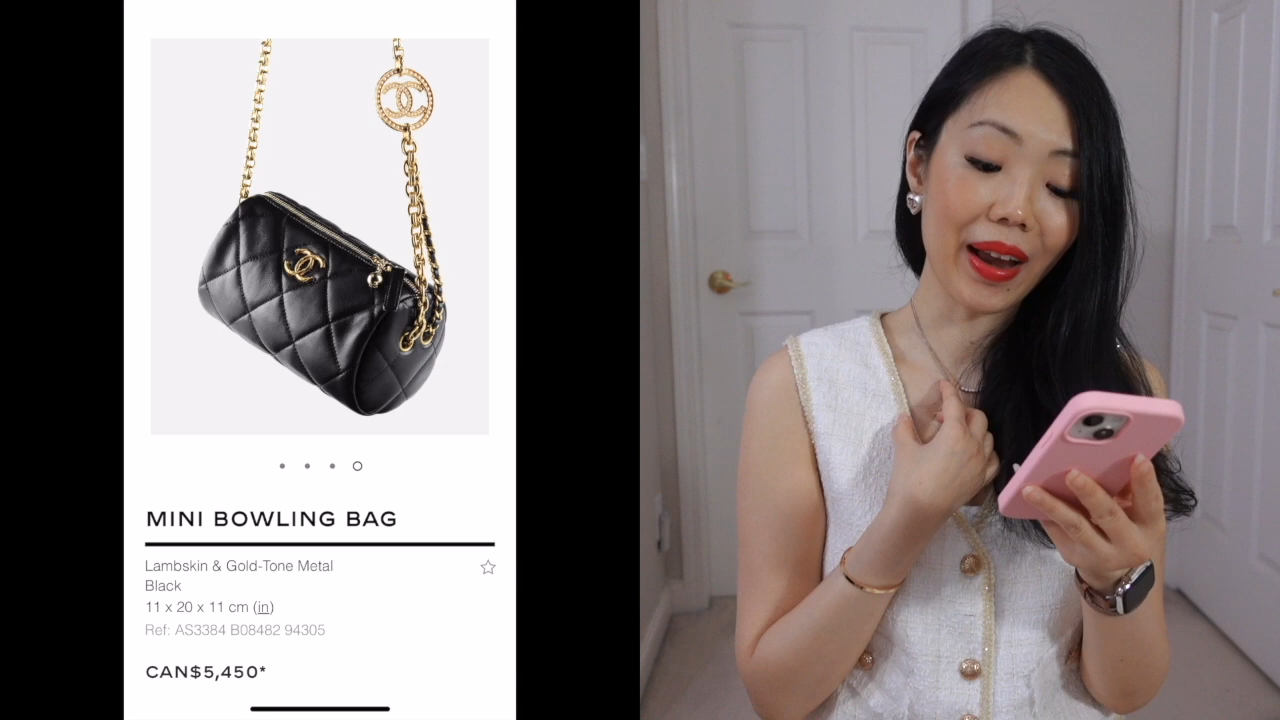 MINI BOWLING BAG
Lambskin & Gold-Tone Metal
Black
11 x 20 x 11 cm (in)
Ref: AS3384 B08482 94305
CAN$5,450*